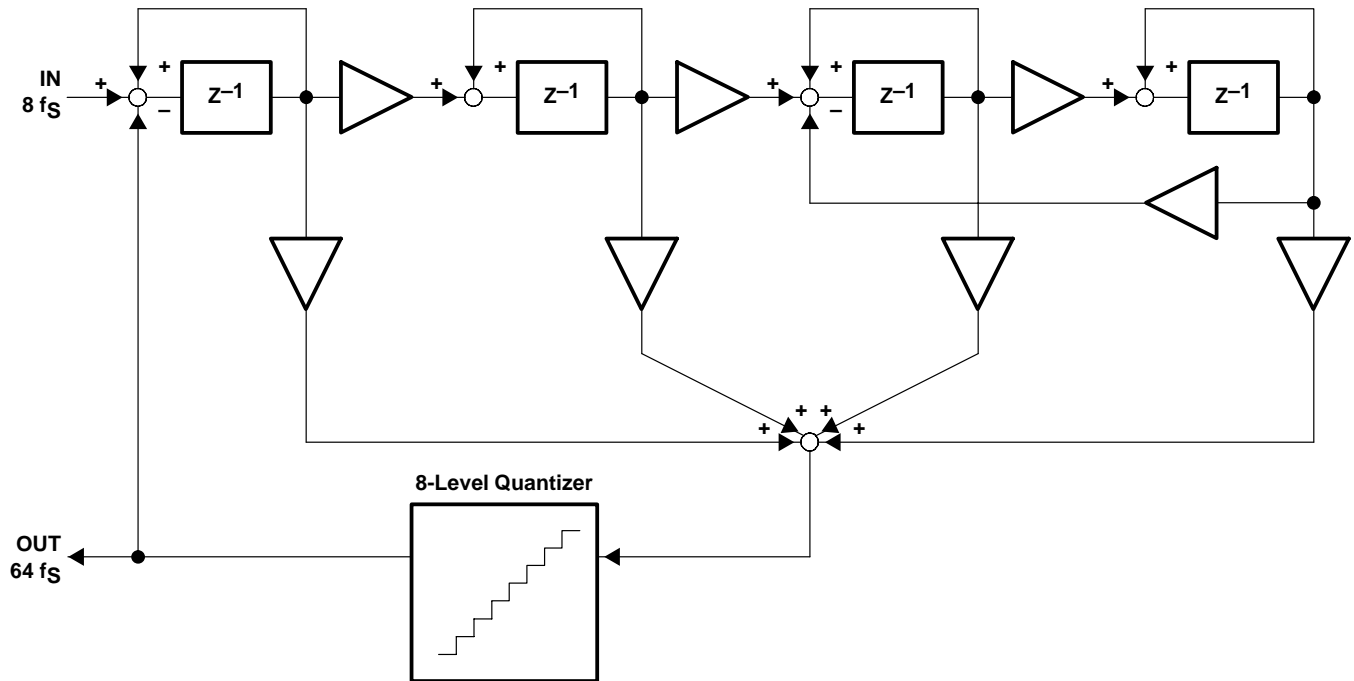 IN
8 fS
+
+
–
Z–1
+
+
Z–1
+
+
–
Z–1
+
+
Z–1
+
+
+
+
8-Level Quantizer
OUT
64 fS